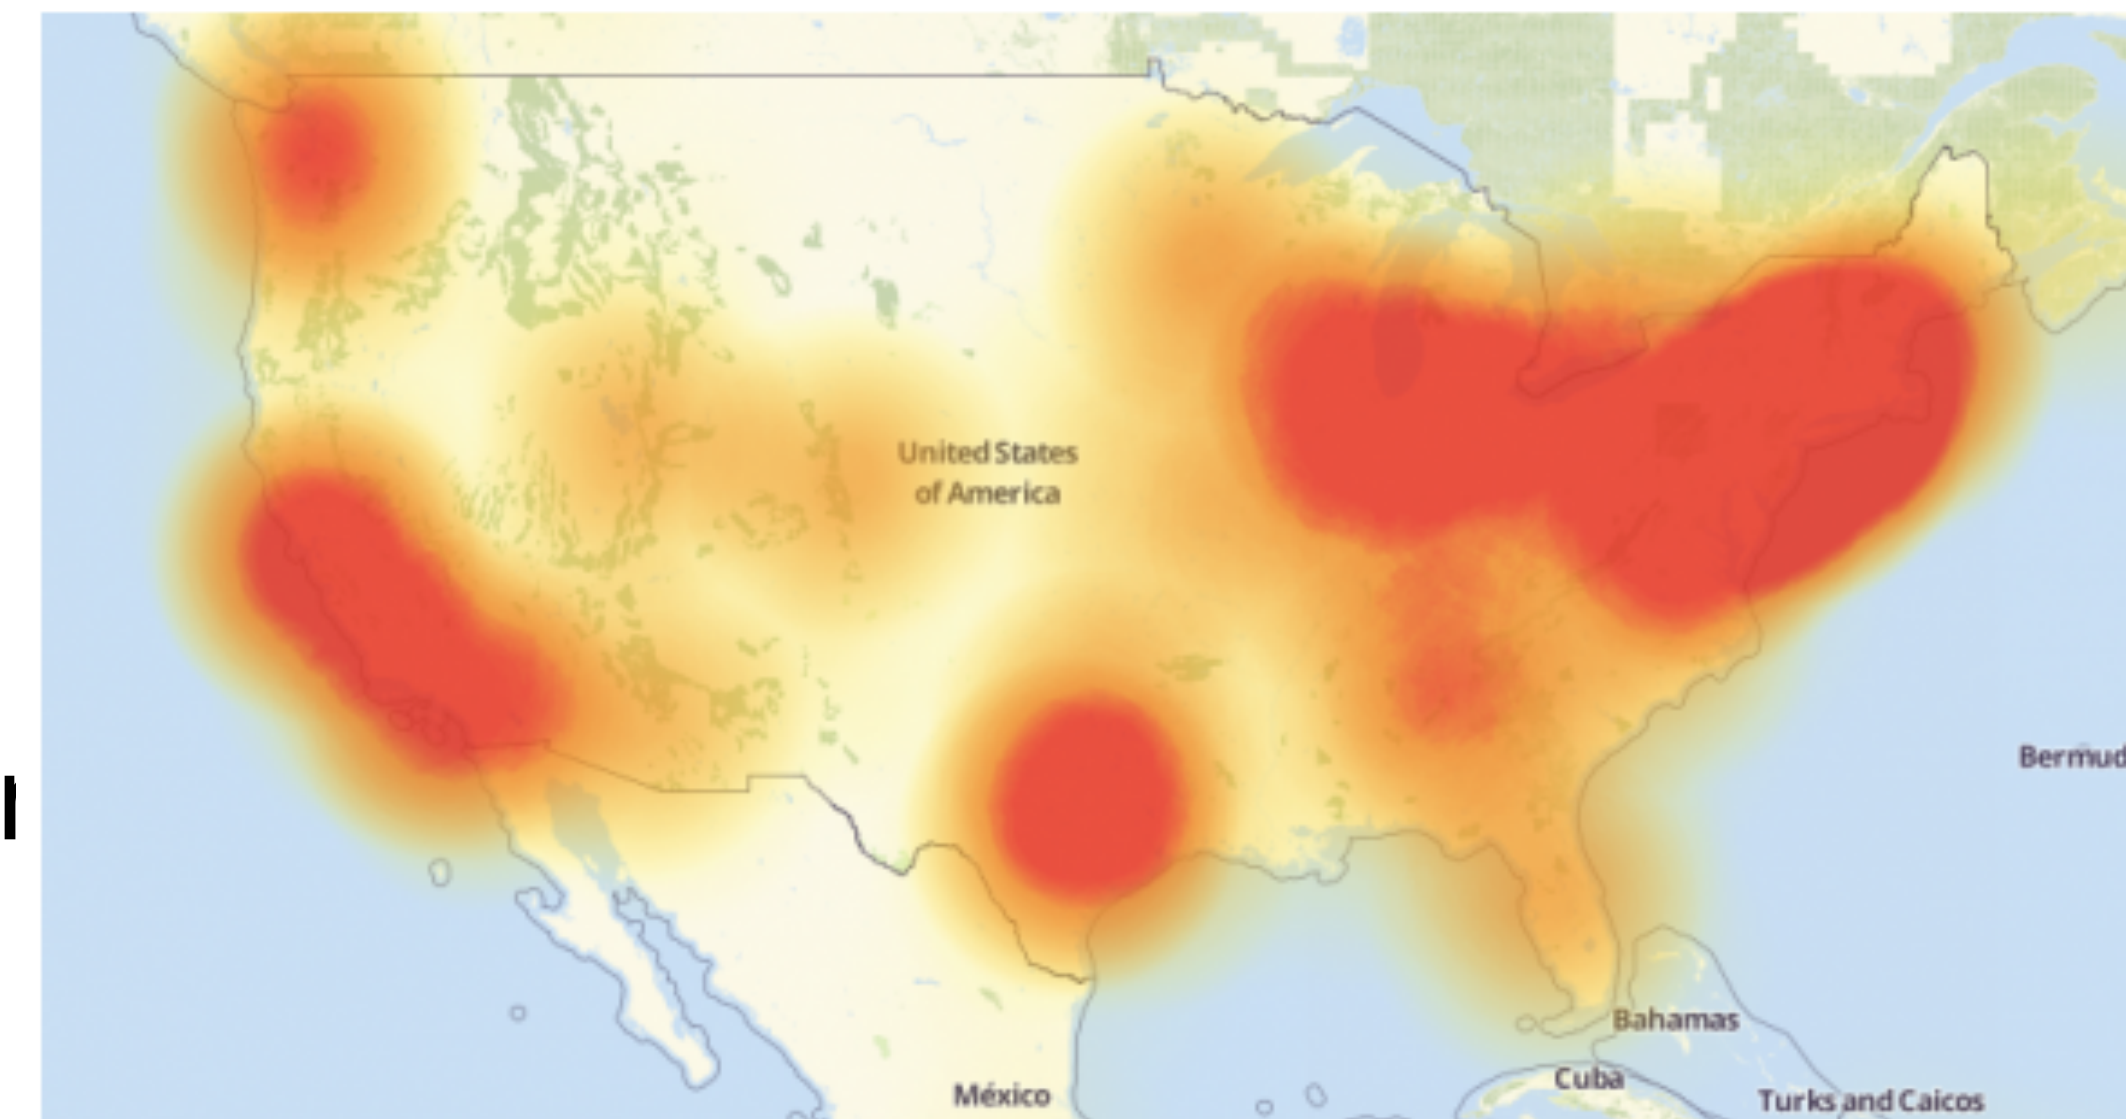 United States
of America
Bermud
Bahamas
Cuba
México
Turks and Caicos